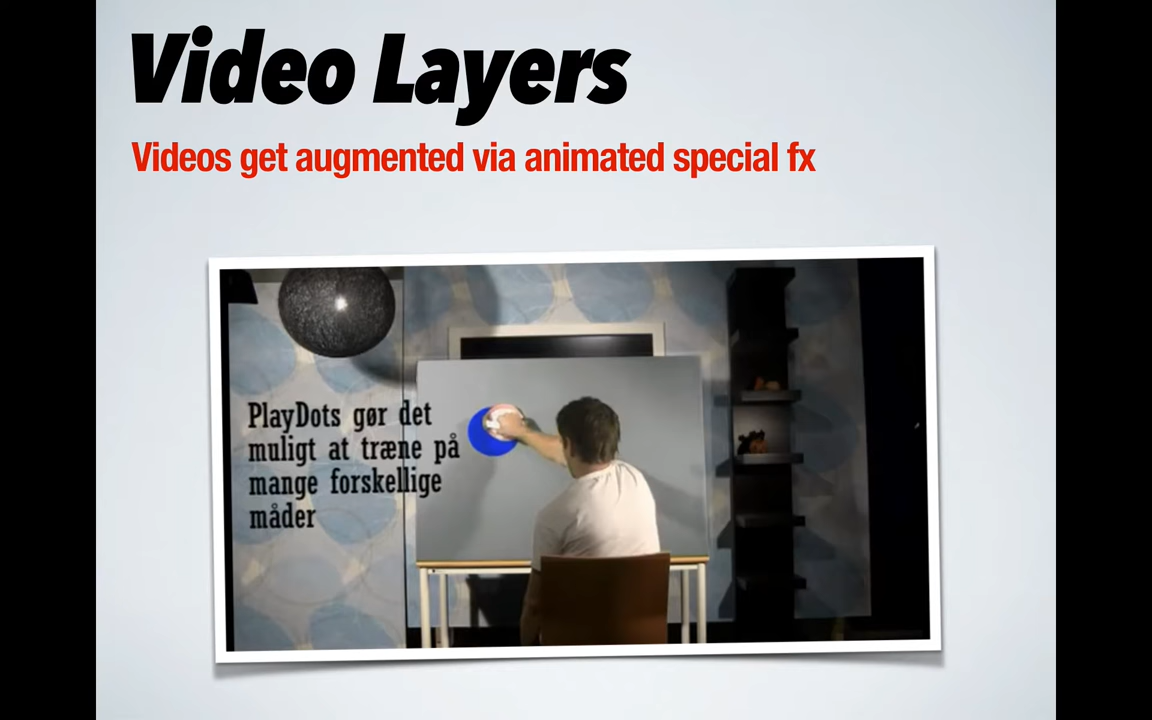 Video Layers
Videos get augmented via animated special fx
PlayDots gør det
muligt at træne på
mange forskellige
måder